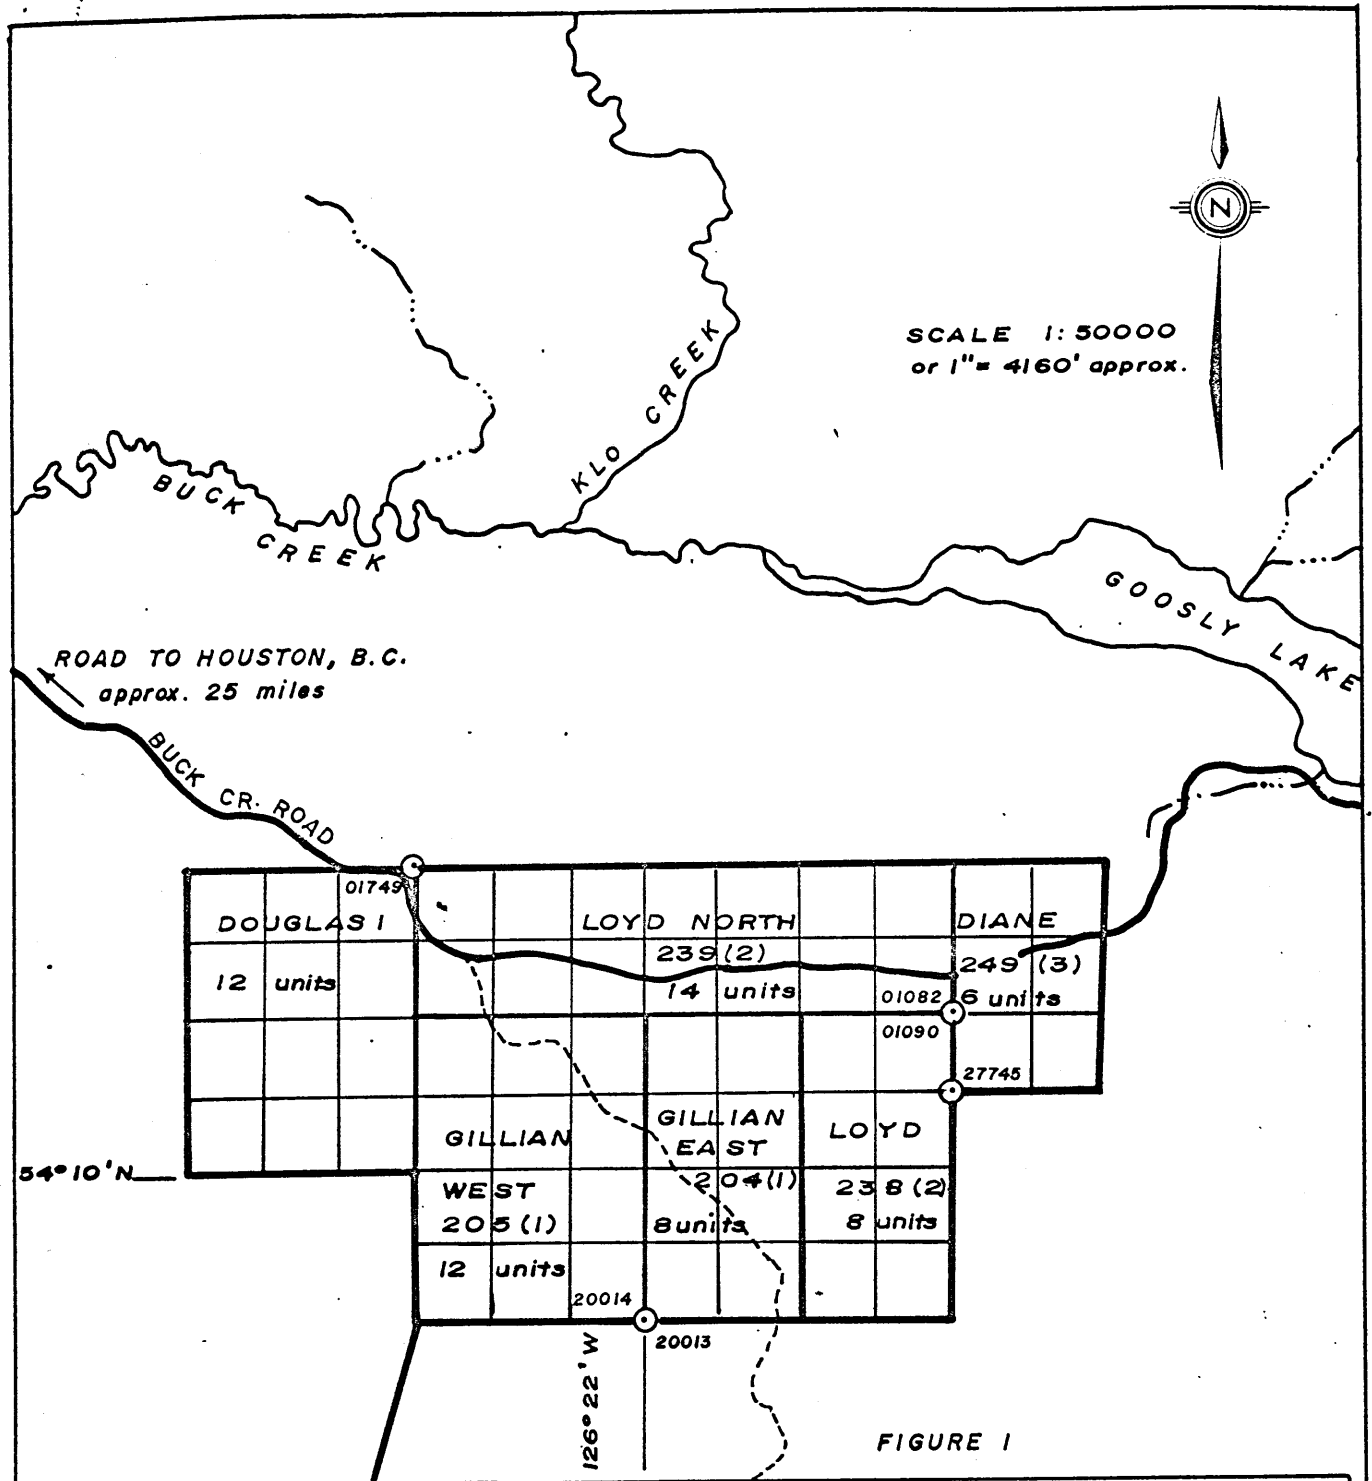 N
SCALE 1:50000
or 1"= 4160' approx.
KLO CREEK
BUCK
CREEK
GOOSLY LAKE
ROAD TO HOUSTON, B.C.
approx. 25 miles
BUCK CR. ROAD
01749
DOUGLAS I
12 units
LOYD NORTH
239(2)
14 units
DIANE
249 (3)
6 units
01082
01090
27745
GILLIAN
WEST
205(1)
12 units
GILLIAN
EAST
204(1)
8units
LOYD
238(2)
8 units
54°10'N
20014
20013
126°22'W
FIGURE 1